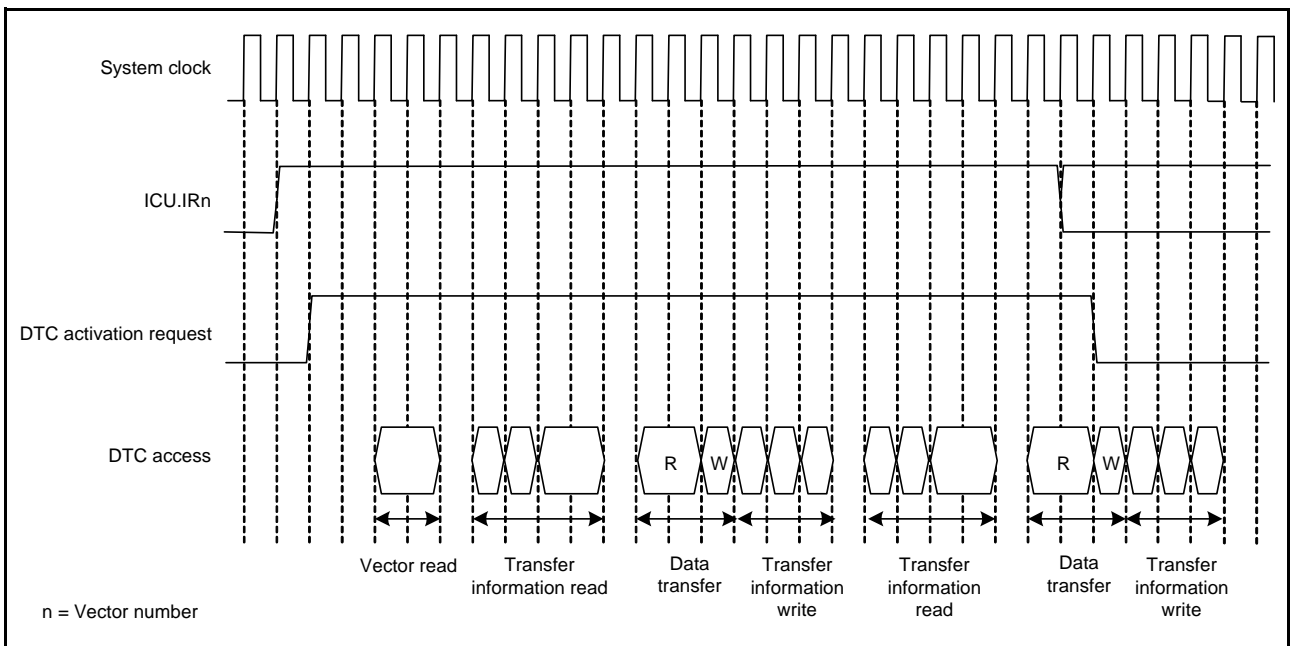 System clock
ICU.IRn
DTC activation request
DTC access
R
W
R
W
Vector read
Transfer
information read
Data
transfer
Transfer
information
write
Transfer
information
read
Data
transfer
Transfer
information
write
n = Vector number